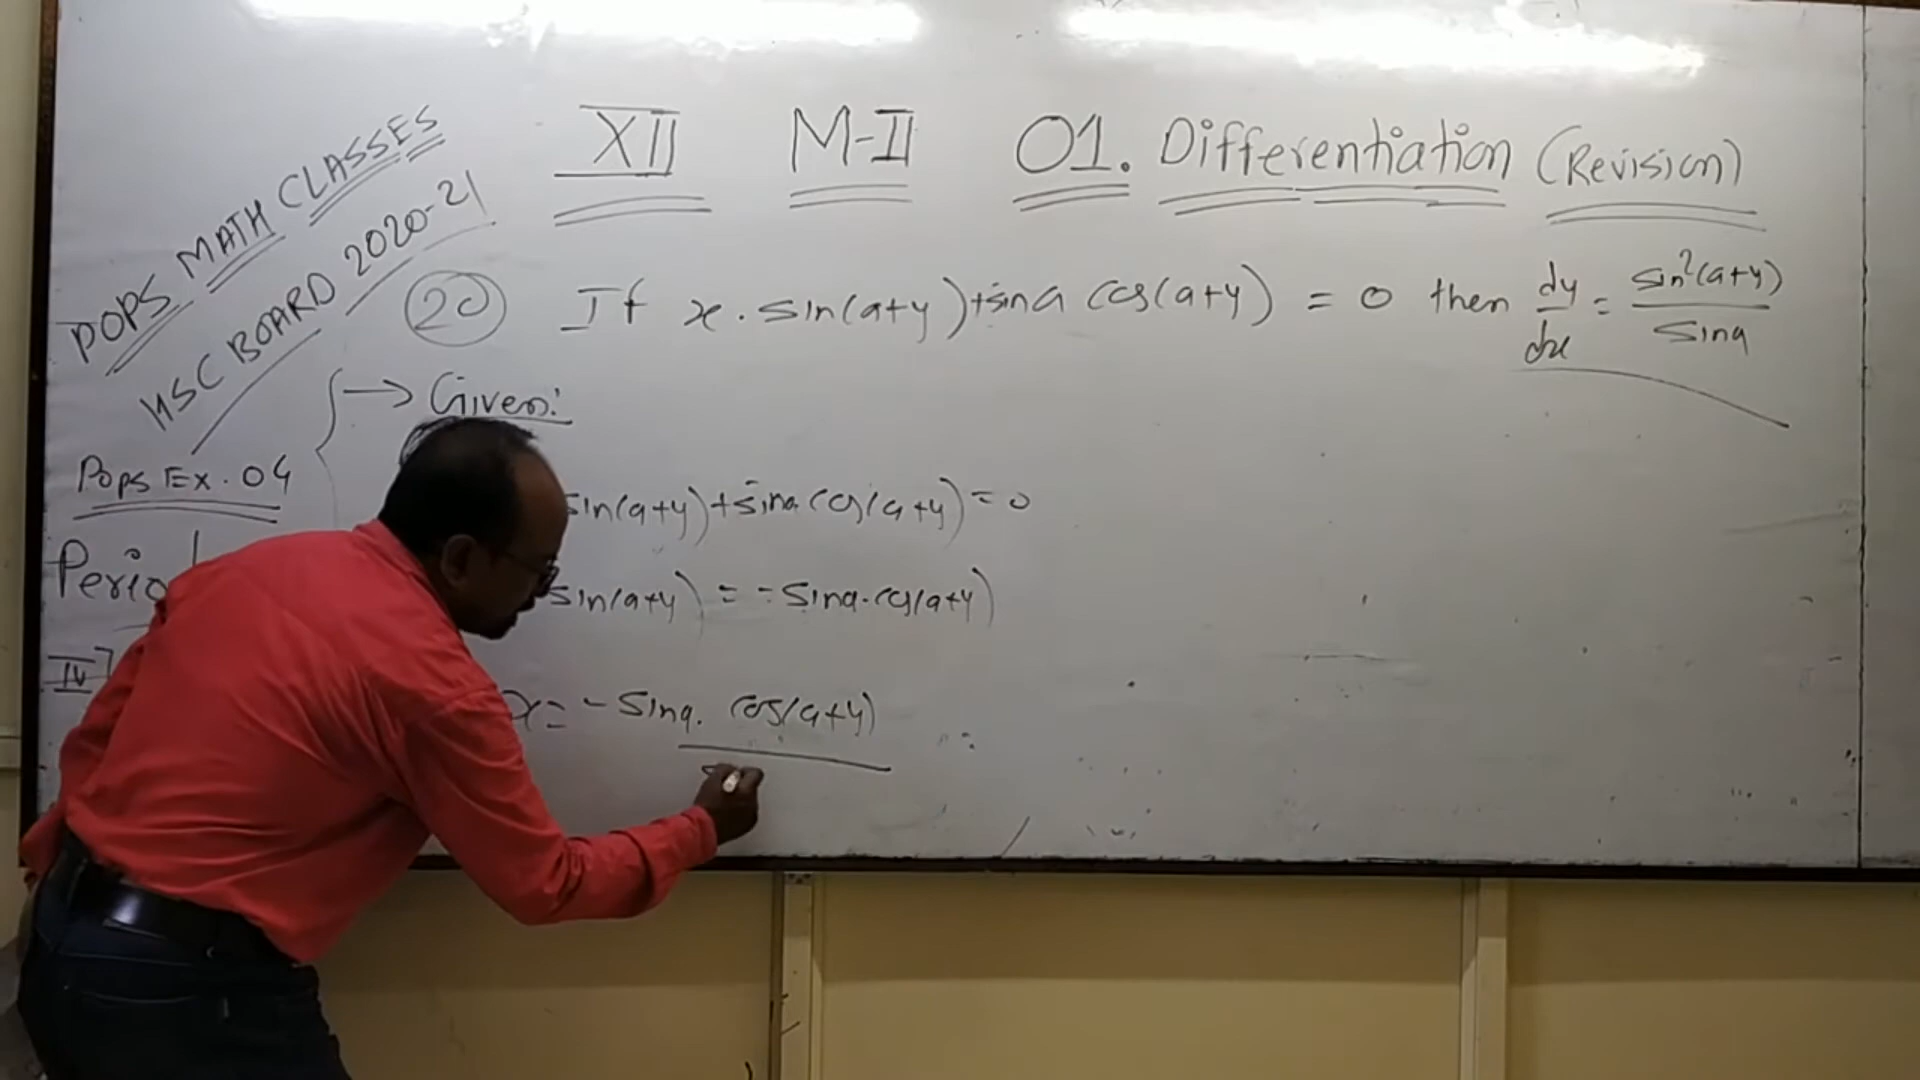 POPS MATH CLASSES
HSC BOARD 2020-21
XII M-II 01. Differentiation (Revision)
20 If x . sin(a+y)+sina cos(a+y) = 0 then dy/dx = sin²(a+y)/sina
→ Given:
Pops Ex. 04
sin(a+y)+sina cos(a+y)=0
sin(a+y) = -sina.cos(a+y)
IV
x= -sina. cos(a+y)